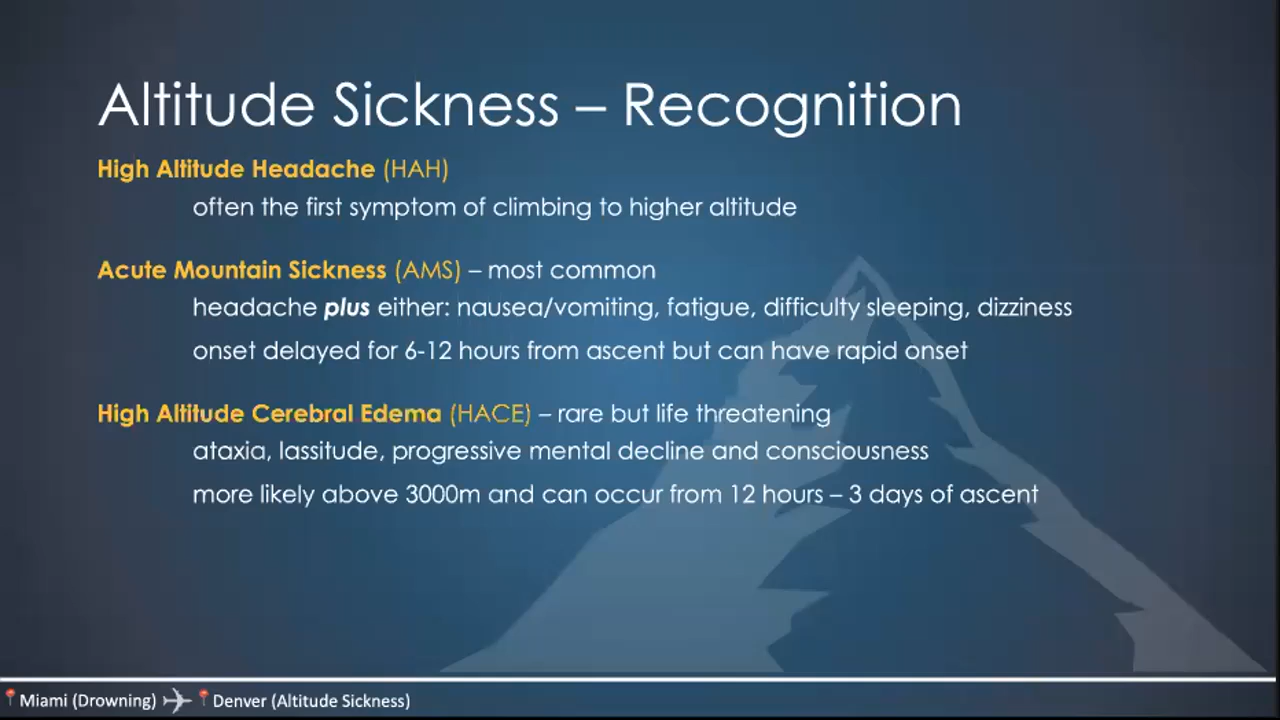 Altitude Sickness – Recognition
High Altitude Headache (HAH)
often the first symptom of climbing to higher altitude
Acute Mountain Sickness (AMS) – most common
headache plus either: nausea/vomiting, fatigue, difficulty sleeping, dizziness
onset delayed for 6-12 hours from ascent but can have rapid onset
High Altitude Cerebral Edema (HACE) – rare but life threatening
ataxia, lassitude, progressive mental decline and consciousness
more likely above 3000m and can occur from 12 hours – 3 days of ascent
Miami (Drowning) Denver (Altitude Sickness)